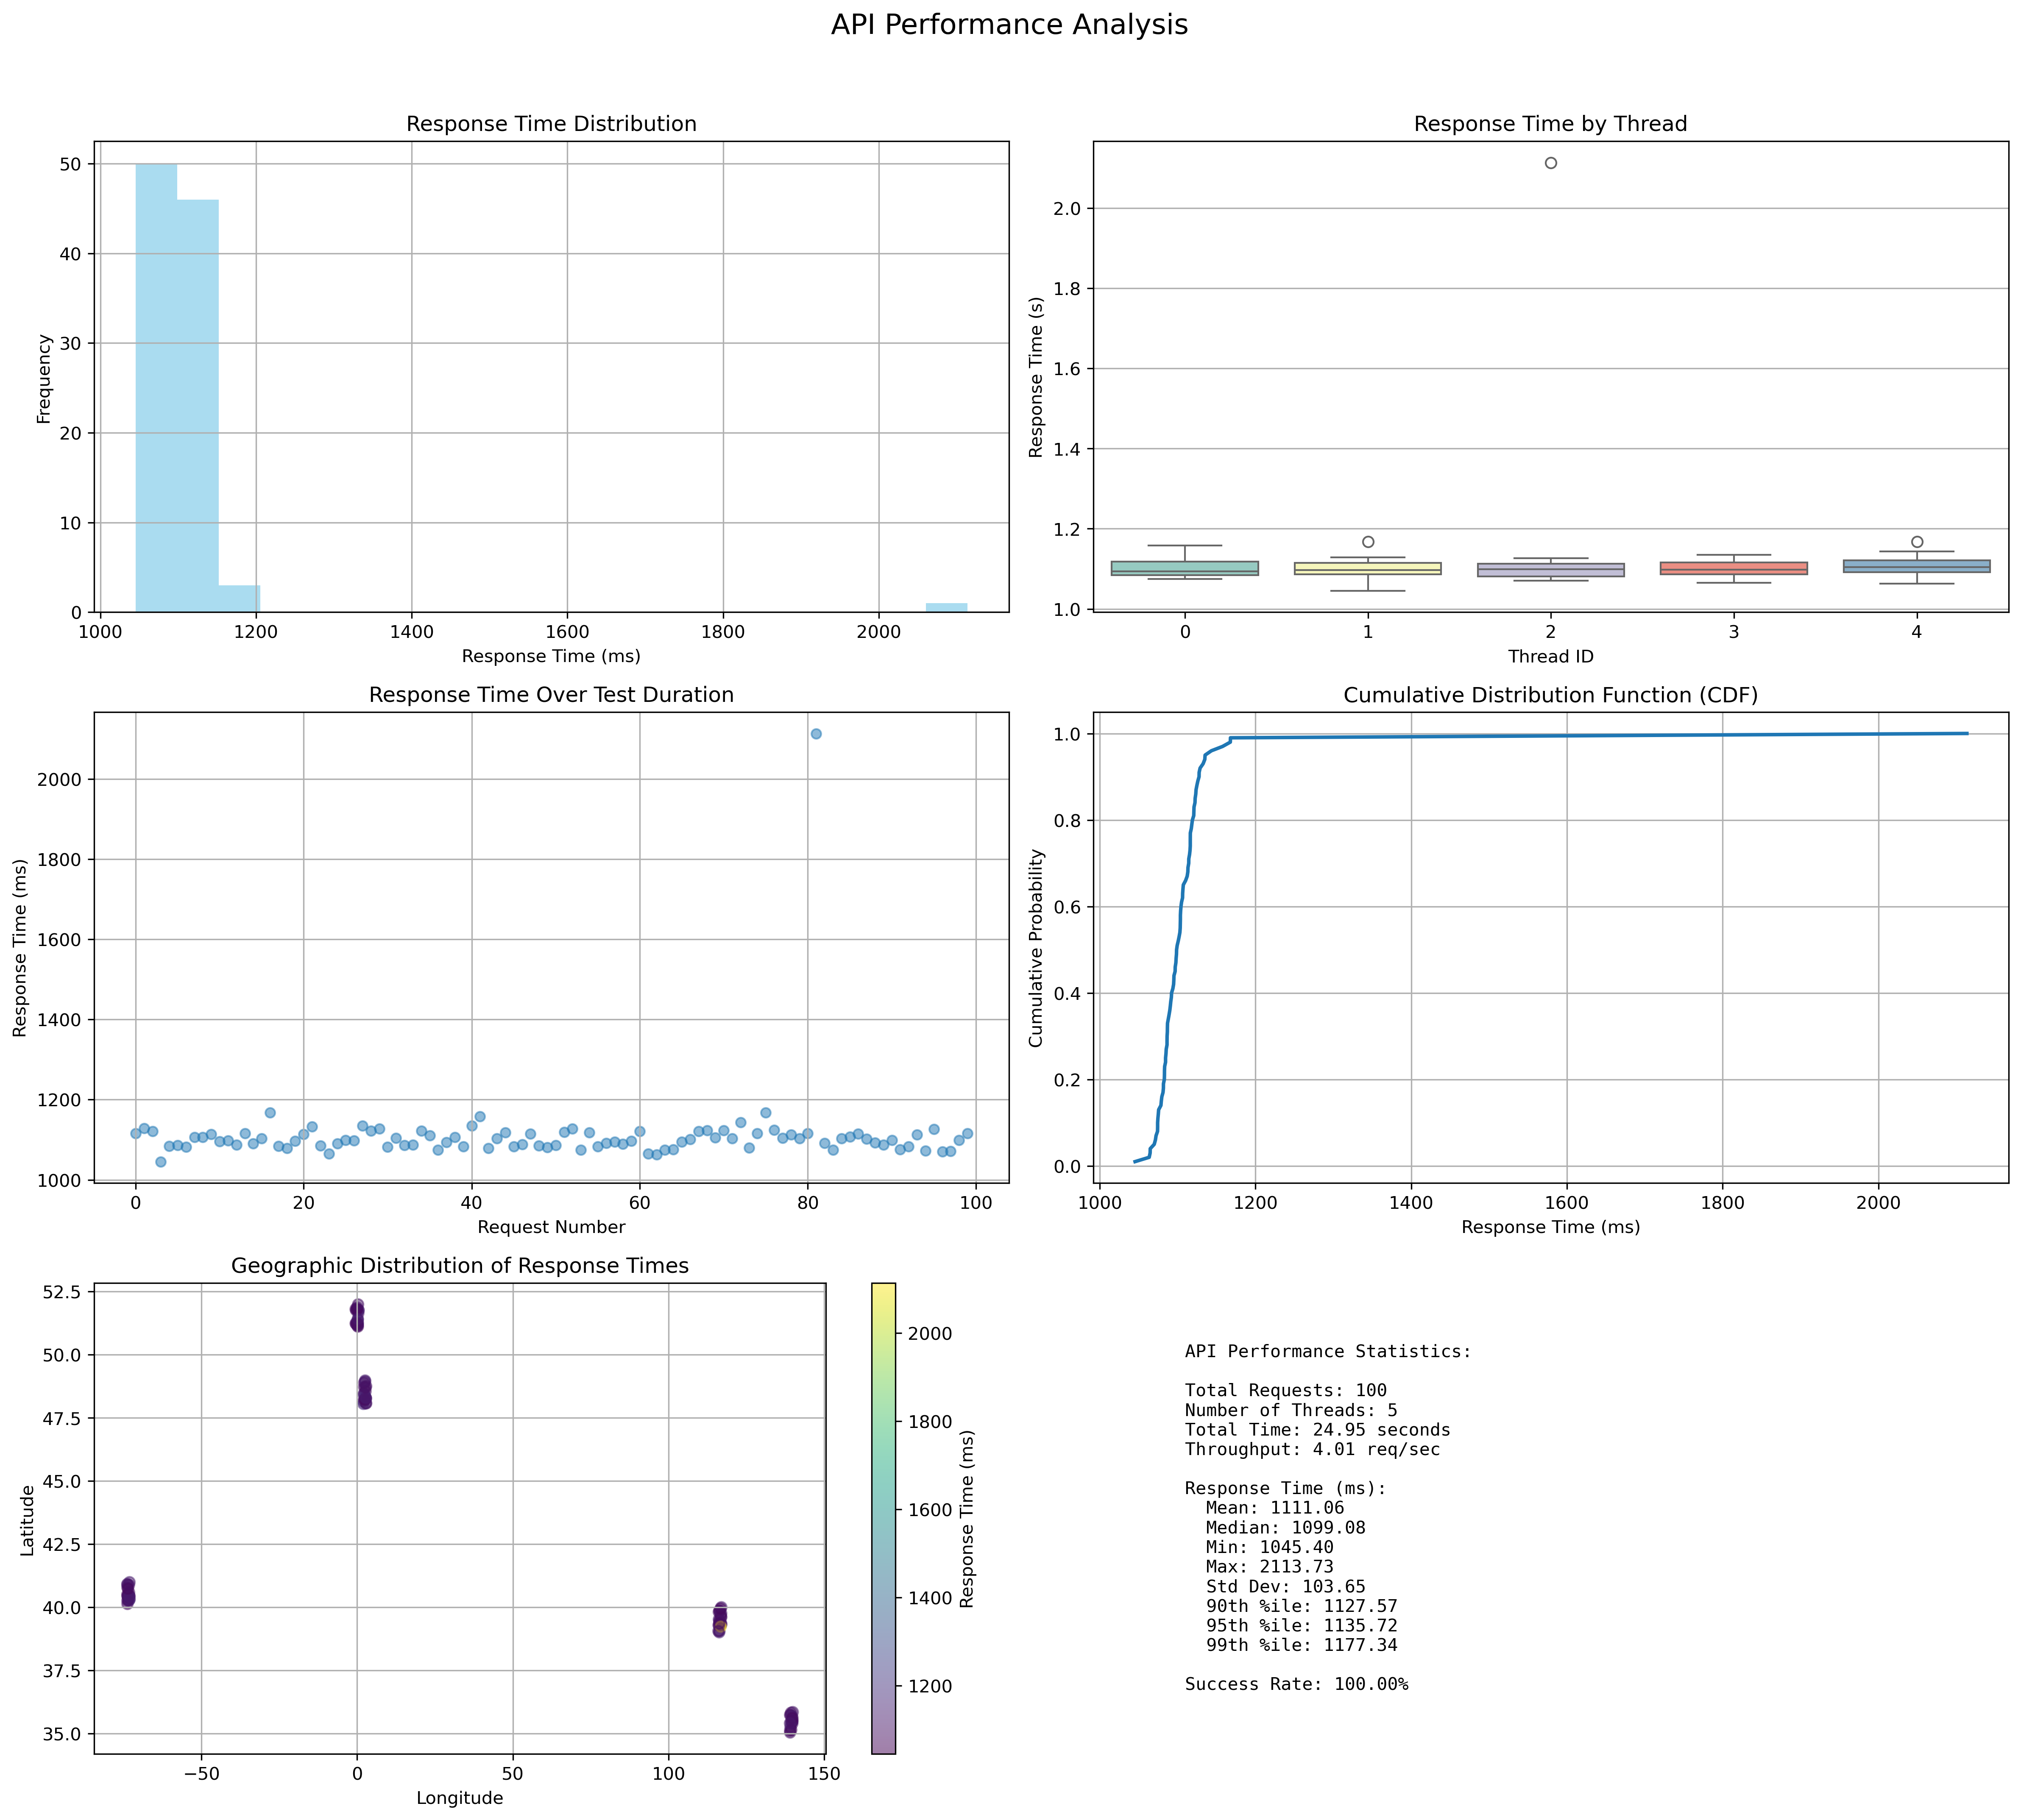 API Performance Analysis
Response Time Distribution
50
40
30
20
10
0
Frequency
1000 1200 1400 1600 1800 2000
Response Time (ms)
Response Time by Thread
2.0
1.8
1.6
1.4
1.2
1.0
Response Time (s)
0 1 2 3 4
Thread ID
Response Time Over Test Duration
2000
1800
1600
1400
1200
1000
Response Time (ms)
0 20 40 60 80 100
Request Number
Cumulative Distribution Function (CDF)
1.0
0.8
0.6
0.4
0.2
0.0
Cumulative Probability
1000 1200 1400 1600 1800 2000
Response Time (ms)
Geographic Distribution of Response Times
52.5
50.0
47.5
45.0
42.5
40.0
37.5
35.0
Latitude
−50 0 50 100 150
Longitude
2000
1800
1600
1400
1200
Response Time (ms)
API Performance Statistics:
Total Requests: 100
Number of Threads: 5
Total Time: 24.95 seconds
Throughput: 4.01 req/sec
Response Time (ms):
Mean: 1111.06
Median: 1099.08
Min: 1045.40
Max: 2113.73
Std Dev: 103.65
90th %ile: 1127.57
95th %ile: 1135.72
99th %ile: 1177.34
Success Rate: 100.00%